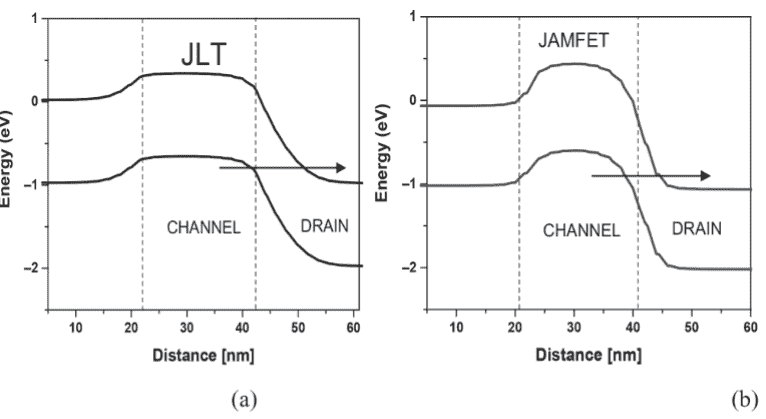 1
JLT
0
Energy (eV)
–1
CHANNEL
DRAIN
–2
10
20
30
40
50
60
Distance [nm]
(a)
1
JAMFET
0
Energy (eV)
–1
CHANNEL
DRAIN
–2
10
20
30
40
50
60
Distance [nm]
(b)